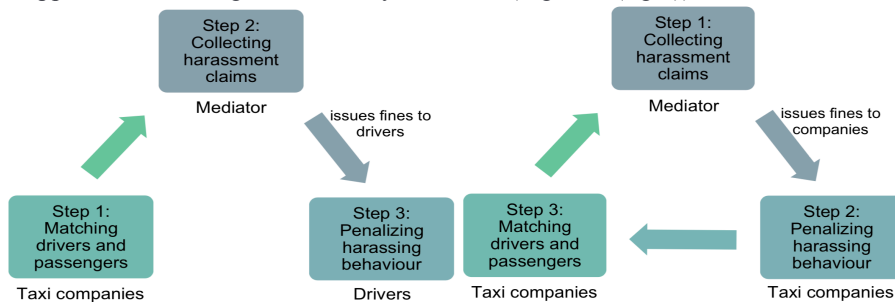 Step 2:
Collecting
harassment
claims
Mediator
issues fines to
drivers
Step 1:
Matching
drivers and
passengers
Taxi companies
Step 3:
Penalizing
harassing
behaviour
Drivers
Step 1:
Collecting
harassment
claims
Mediator
issues fines to
companies
Step 3:
Matching
drivers and
passengers
Taxi companies
Step 2:
Penalizing
harassing
behaviour
Taxi companies